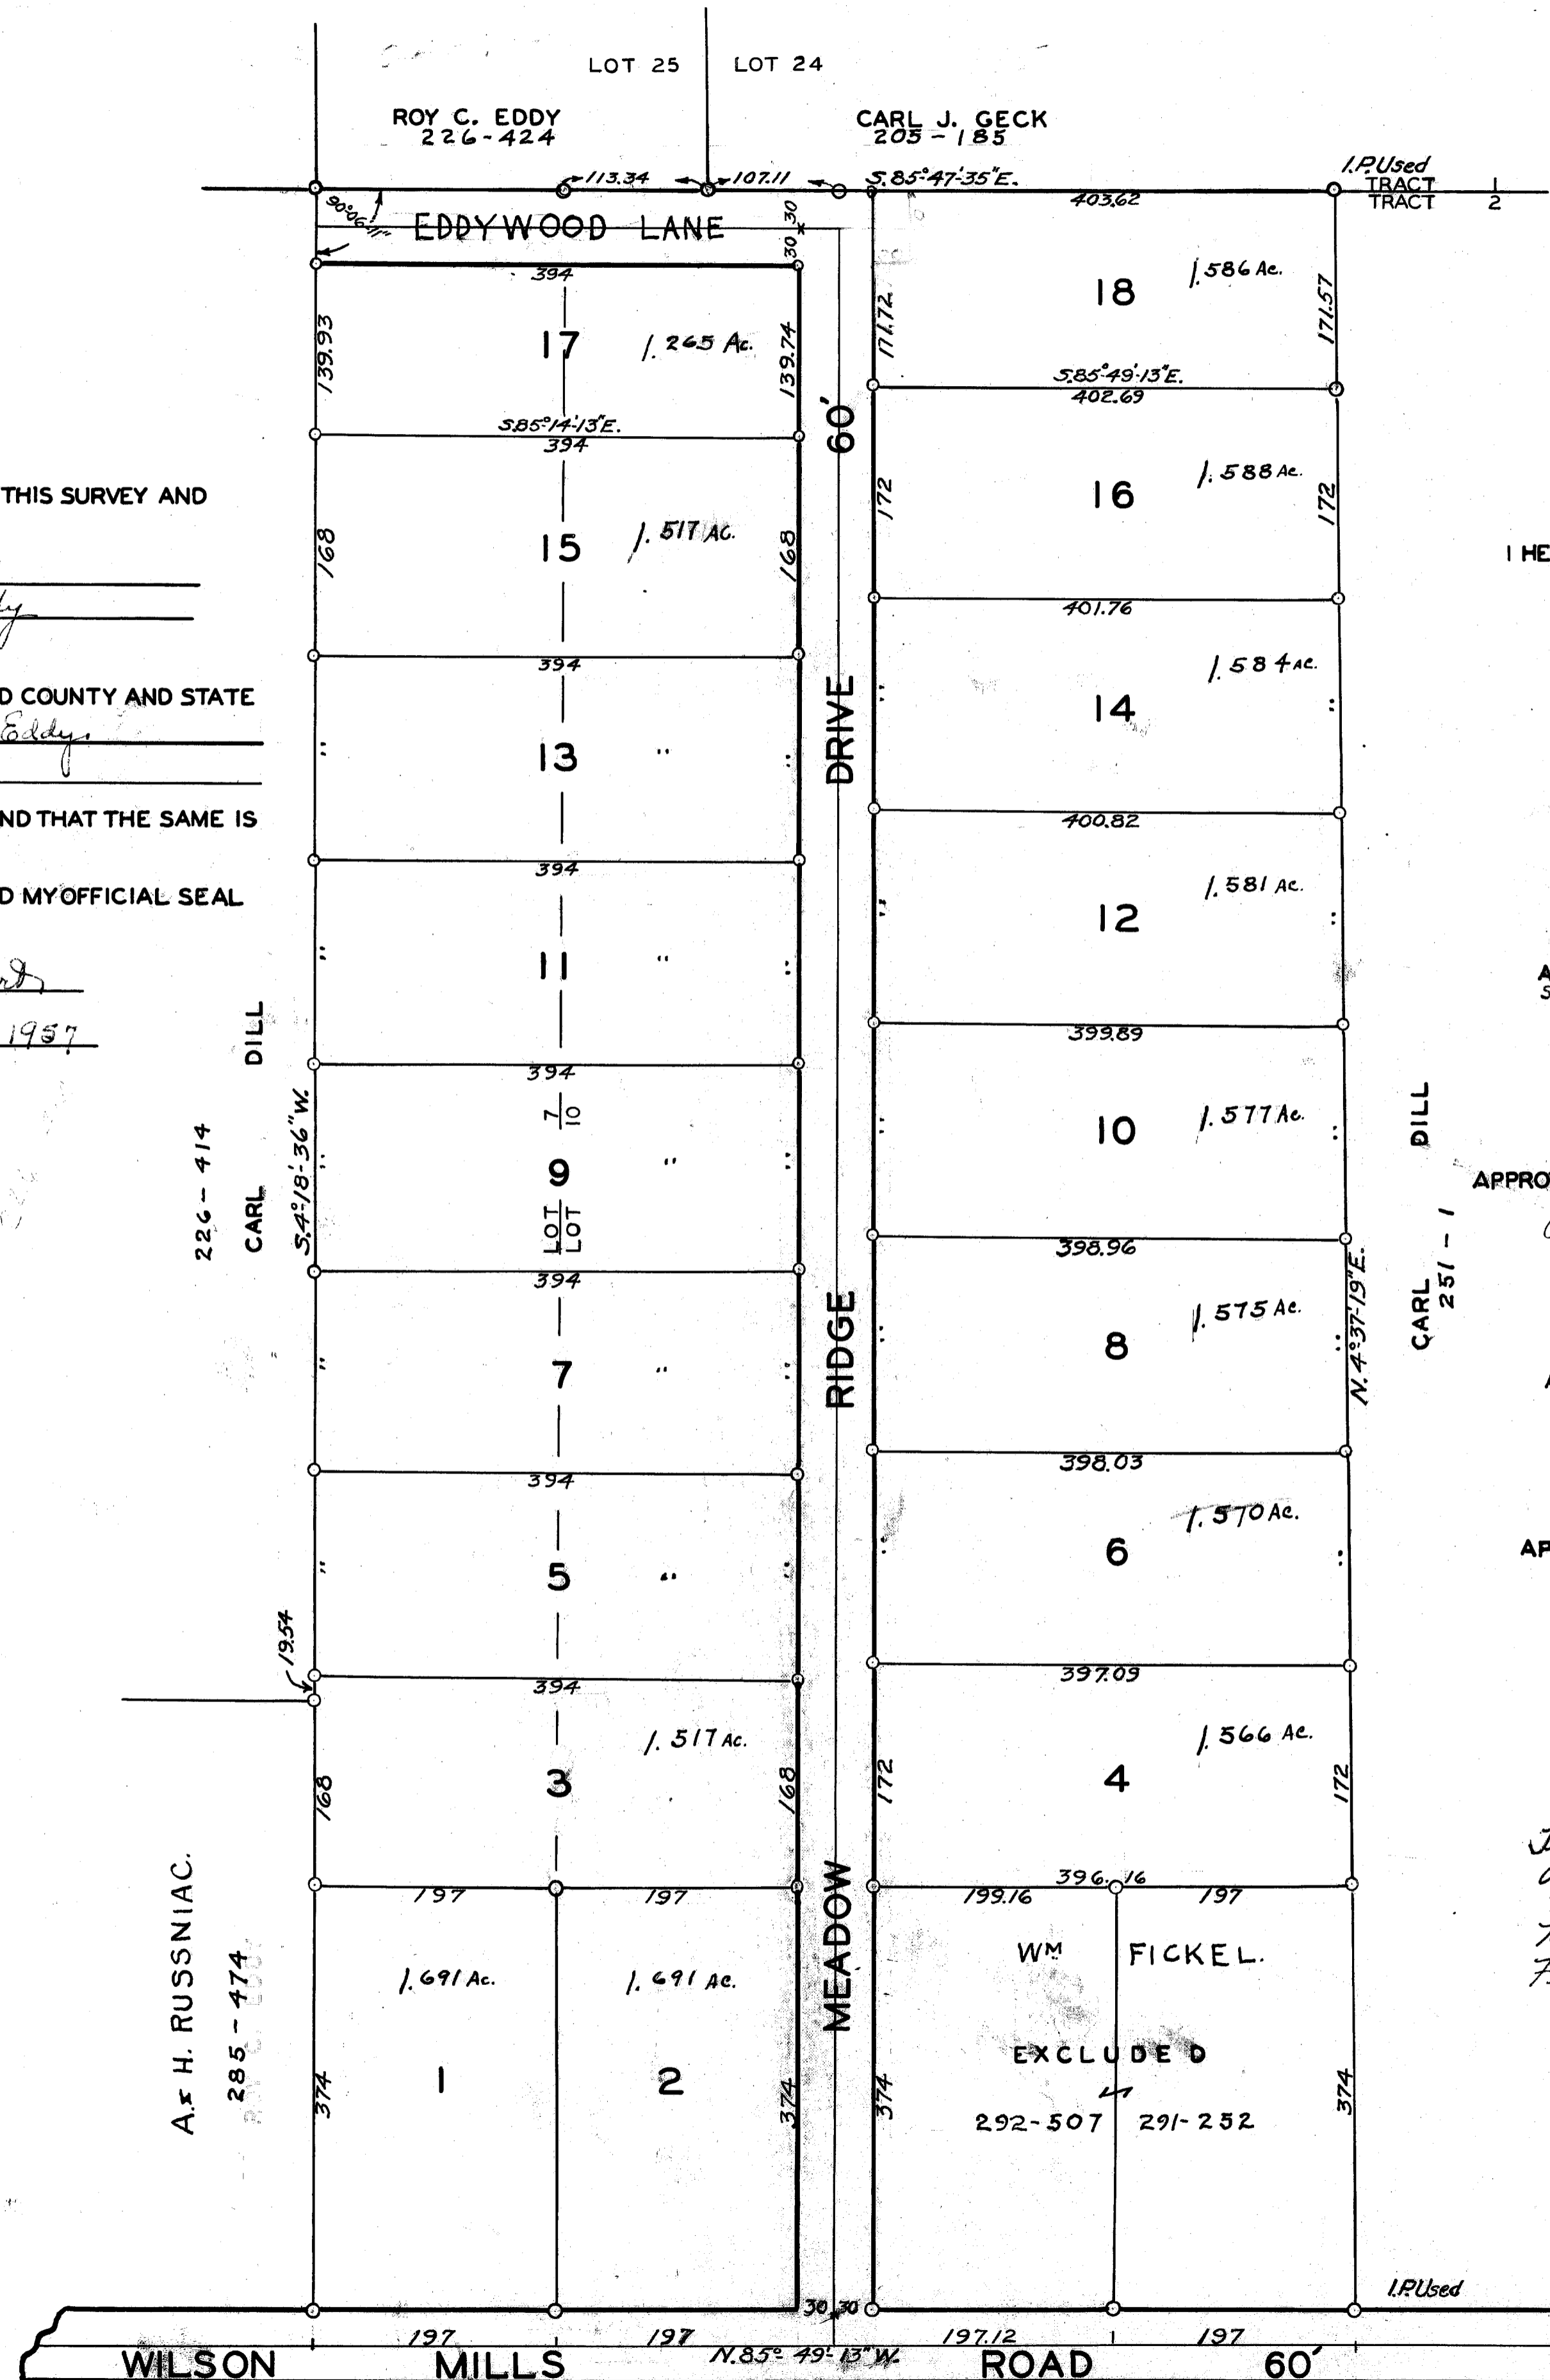 LOT 25 LOT 24
ROY C. EDDY
226-424
CARL J. GECK
205-185
I.P. Used
113.34 107.11 S.85°-47'-35"E.
403.62
TRACT 1
TRACT 2
90°06'-11"
EDDYWOOD LANE
30 30
394
139.93
17
1.265 Ac.
139.74
171.72
18
1.586 Ac.
171.57
S.85°-14'-13"E.
394
60'
S.85°-49'-13"E.
402.69
168
15
1.517 AC.
168
172
16
1.588 Ac.
172
THIS SURVEY AND
394
401.76
I HE
D COUNTY AND STATE
Eddy.
"
13
"
"
DRIVE
"
14
1.584 AC.
"
ND THAT THE SAME IS
394
400.82
D MY OFFICIAL SEAL
"
11
"
"
"
12
1.581 AC.
"
1957
394
399.89
226-414
CARL DILL
S.4°-18'-36"W.
"
7
10
9
LOT
LOT
"
"
"
10
1.577 Ac.
"
CARL DILL
251-1
APPRO
394
398.96
N.4°-37'-19"E.
"
7
"
"
RIDGE
"
8
1.575 Ac.
"
394
398.03
"
5
"
"
"
6
1.570 Ac.
"
AP
19.54
394
397.09
168
3
1.517 AC.
168
172
4
1.566 AC.
172
A. & H. RUSSNIAC.
285-474
197 197
396.16
199.16 197
MEADOW
WM FICKEL.
1.691 Ac.
1.691 AC.
EXCLUDED
374
1
2
374
374
292-507 291-252
374
I.P. Used
30 30
197 197 N.85°-49'-13"W. 197.12 197
WILSON MILLS ROAD 60'